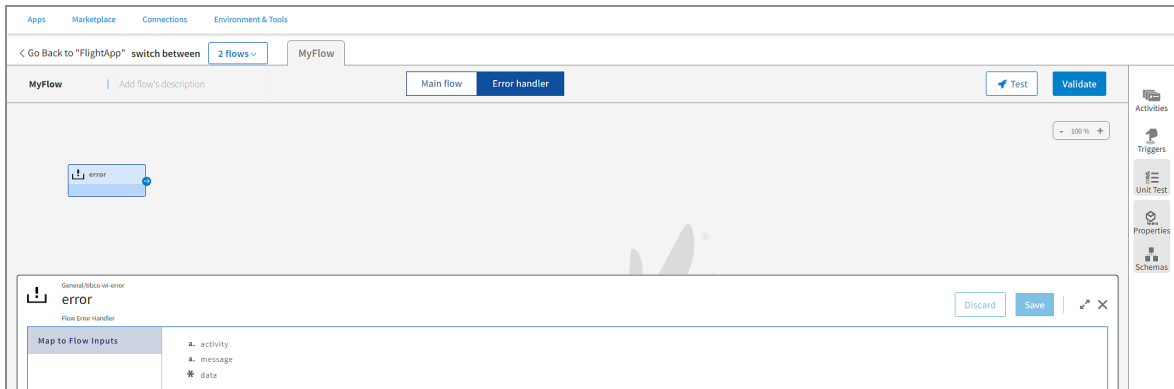 Apps Marketplace Connections Environment & Tools
Go Back to "FlightApp" switch between 2 flows MyFlow
MyFlow Add flow's description Main flow Error handler Test Validate
Activities
- 100 % +
Triggers
error
Unit Test
Properties
Schemas
General/tibco-wi-error
error
Flow Error Handler
Discard Save
Map to Flow Inputs
a.. activity
a.. message
* data